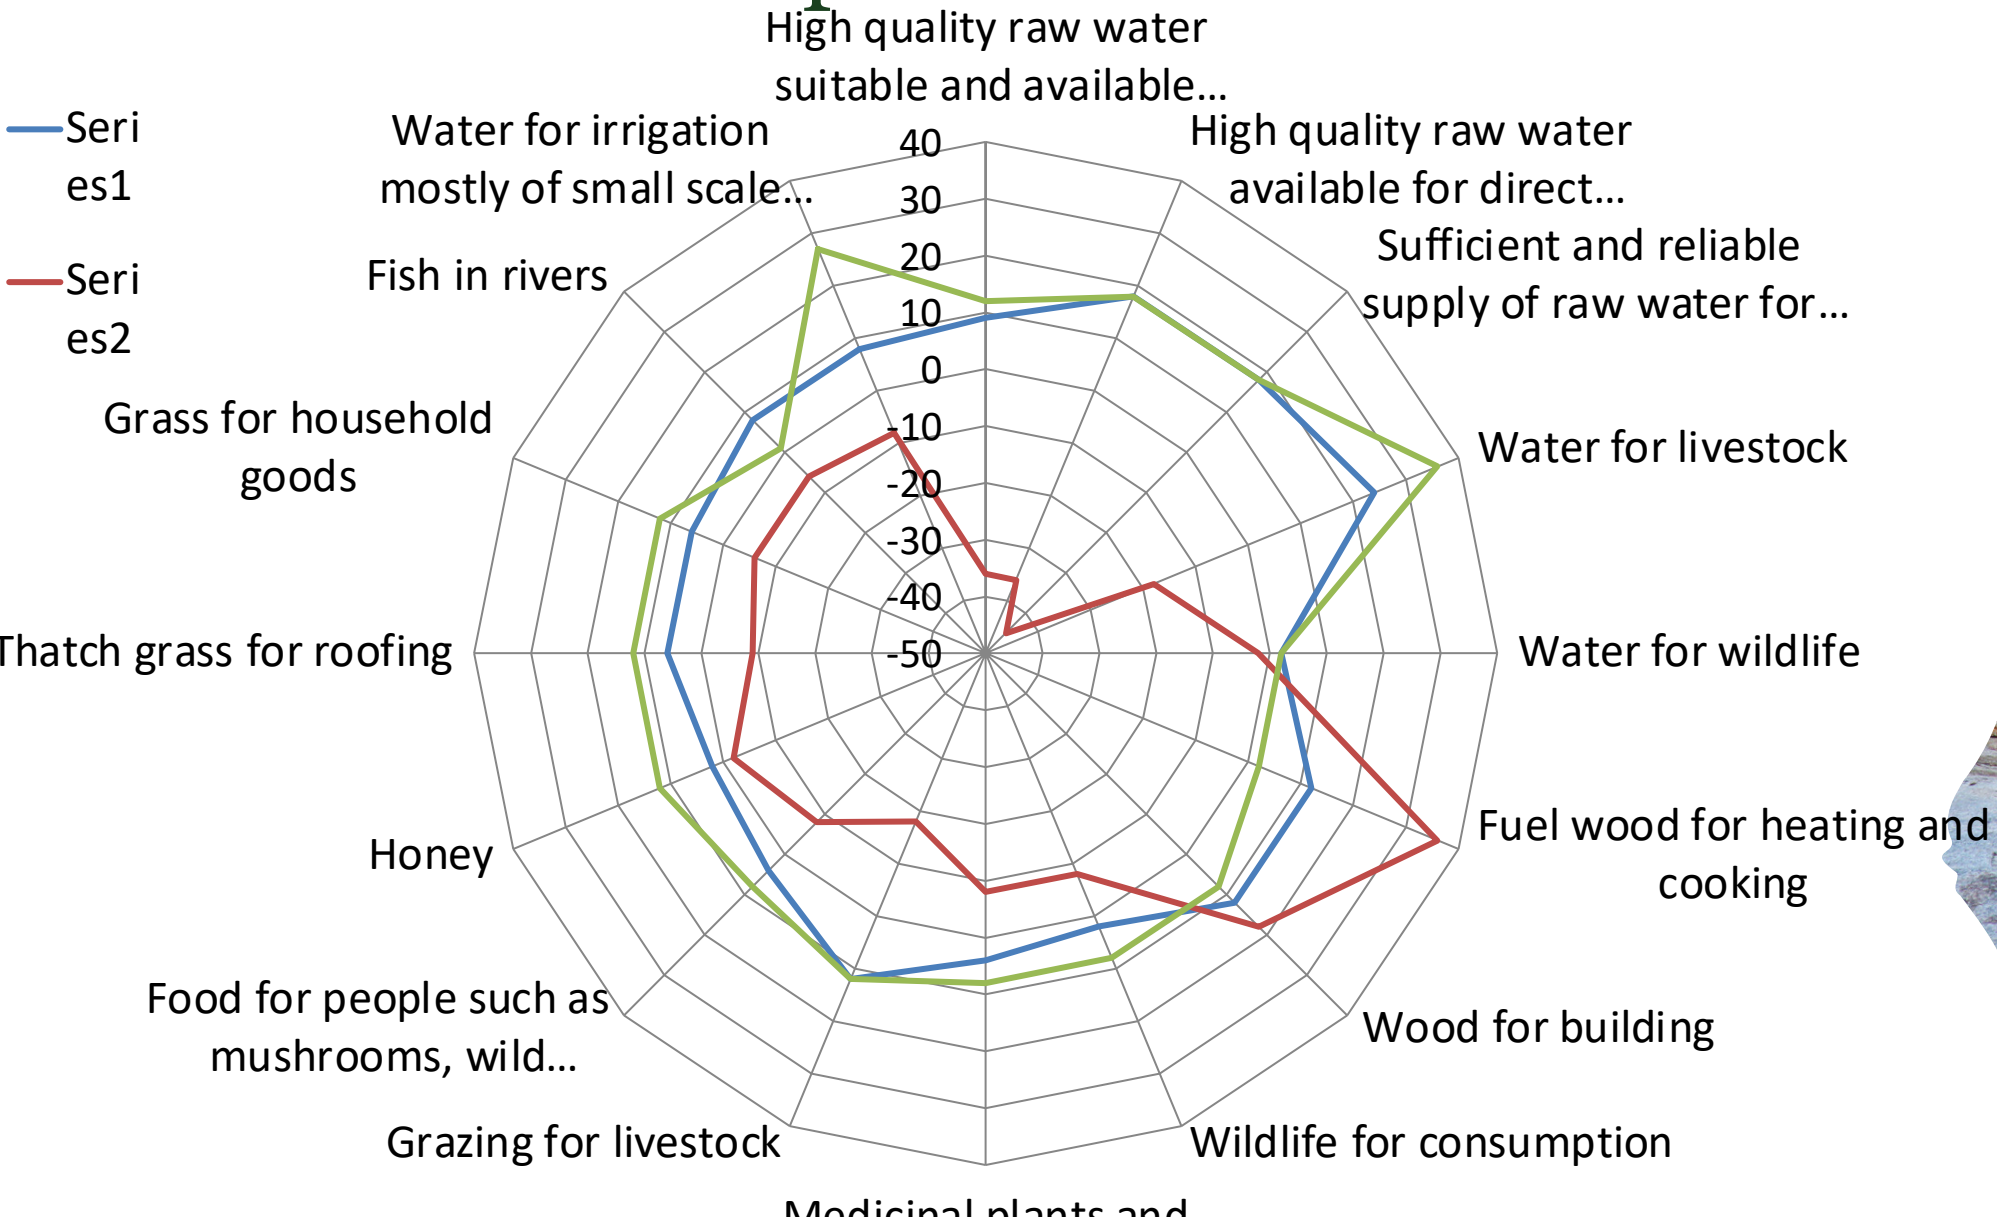 High quality raw water
suitable and available...
Seri
es1
Seri
es2
Water for irrigation
mostly of small scale...
High quality raw water
available for direct...
Sufficient and reliable
supply of raw water for...
Fish in rivers
Water for livestock
Grass for household
goods
Thatch grass for roofing
Water for wildlife
Honey
Fuel wood for heating and
cooking
Food for people such as
mushrooms, wild...
Wood for building
Grazing for livestock
Wildlife for consumption
Medicinal plants and
40
30
20
10
0
-10
-20
-30
-40
-50